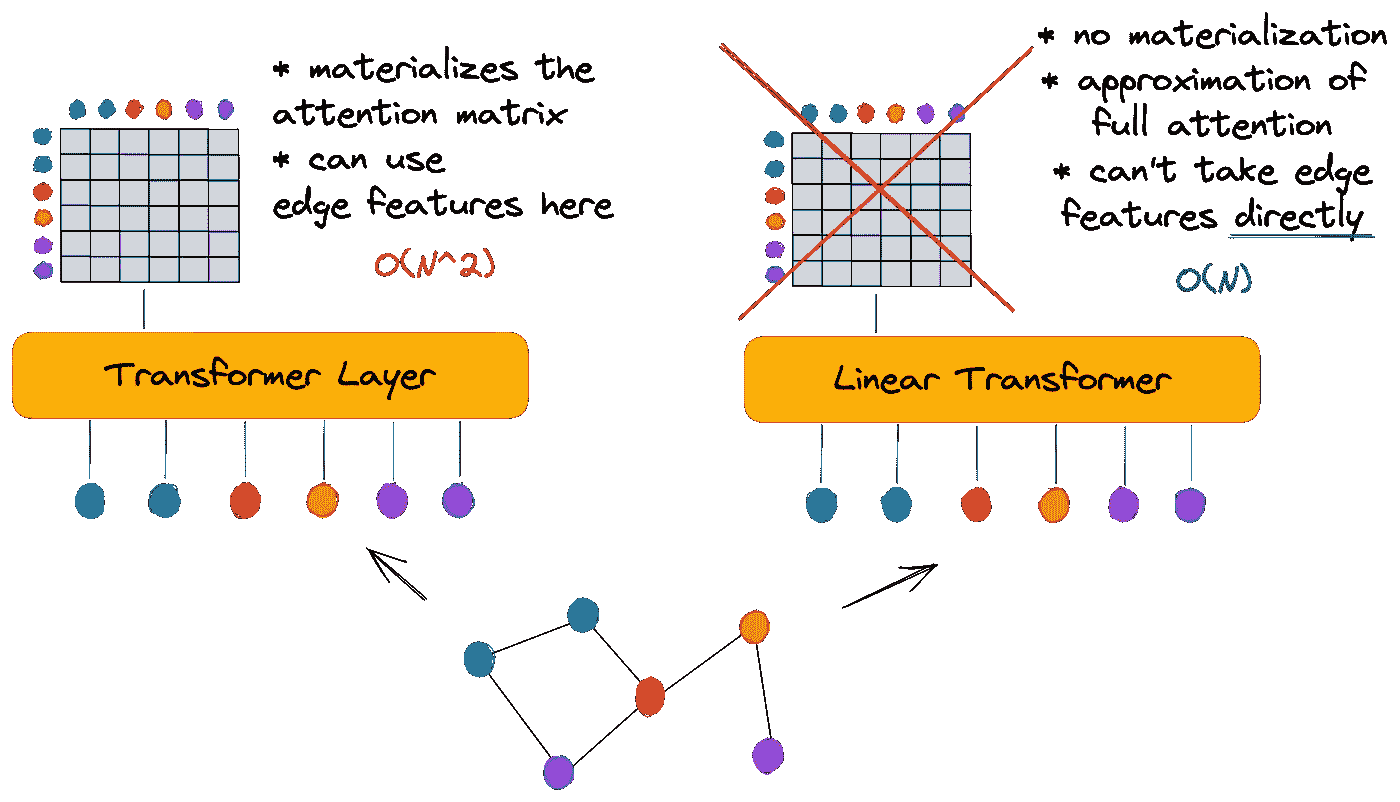 * materializes the
attention matrix
* can use
edge features here
O(N^2)
Transformer Layer
* no materialization
* approximation of
full attention
* can't take edge
features directly
O(N)
Linear Transformer